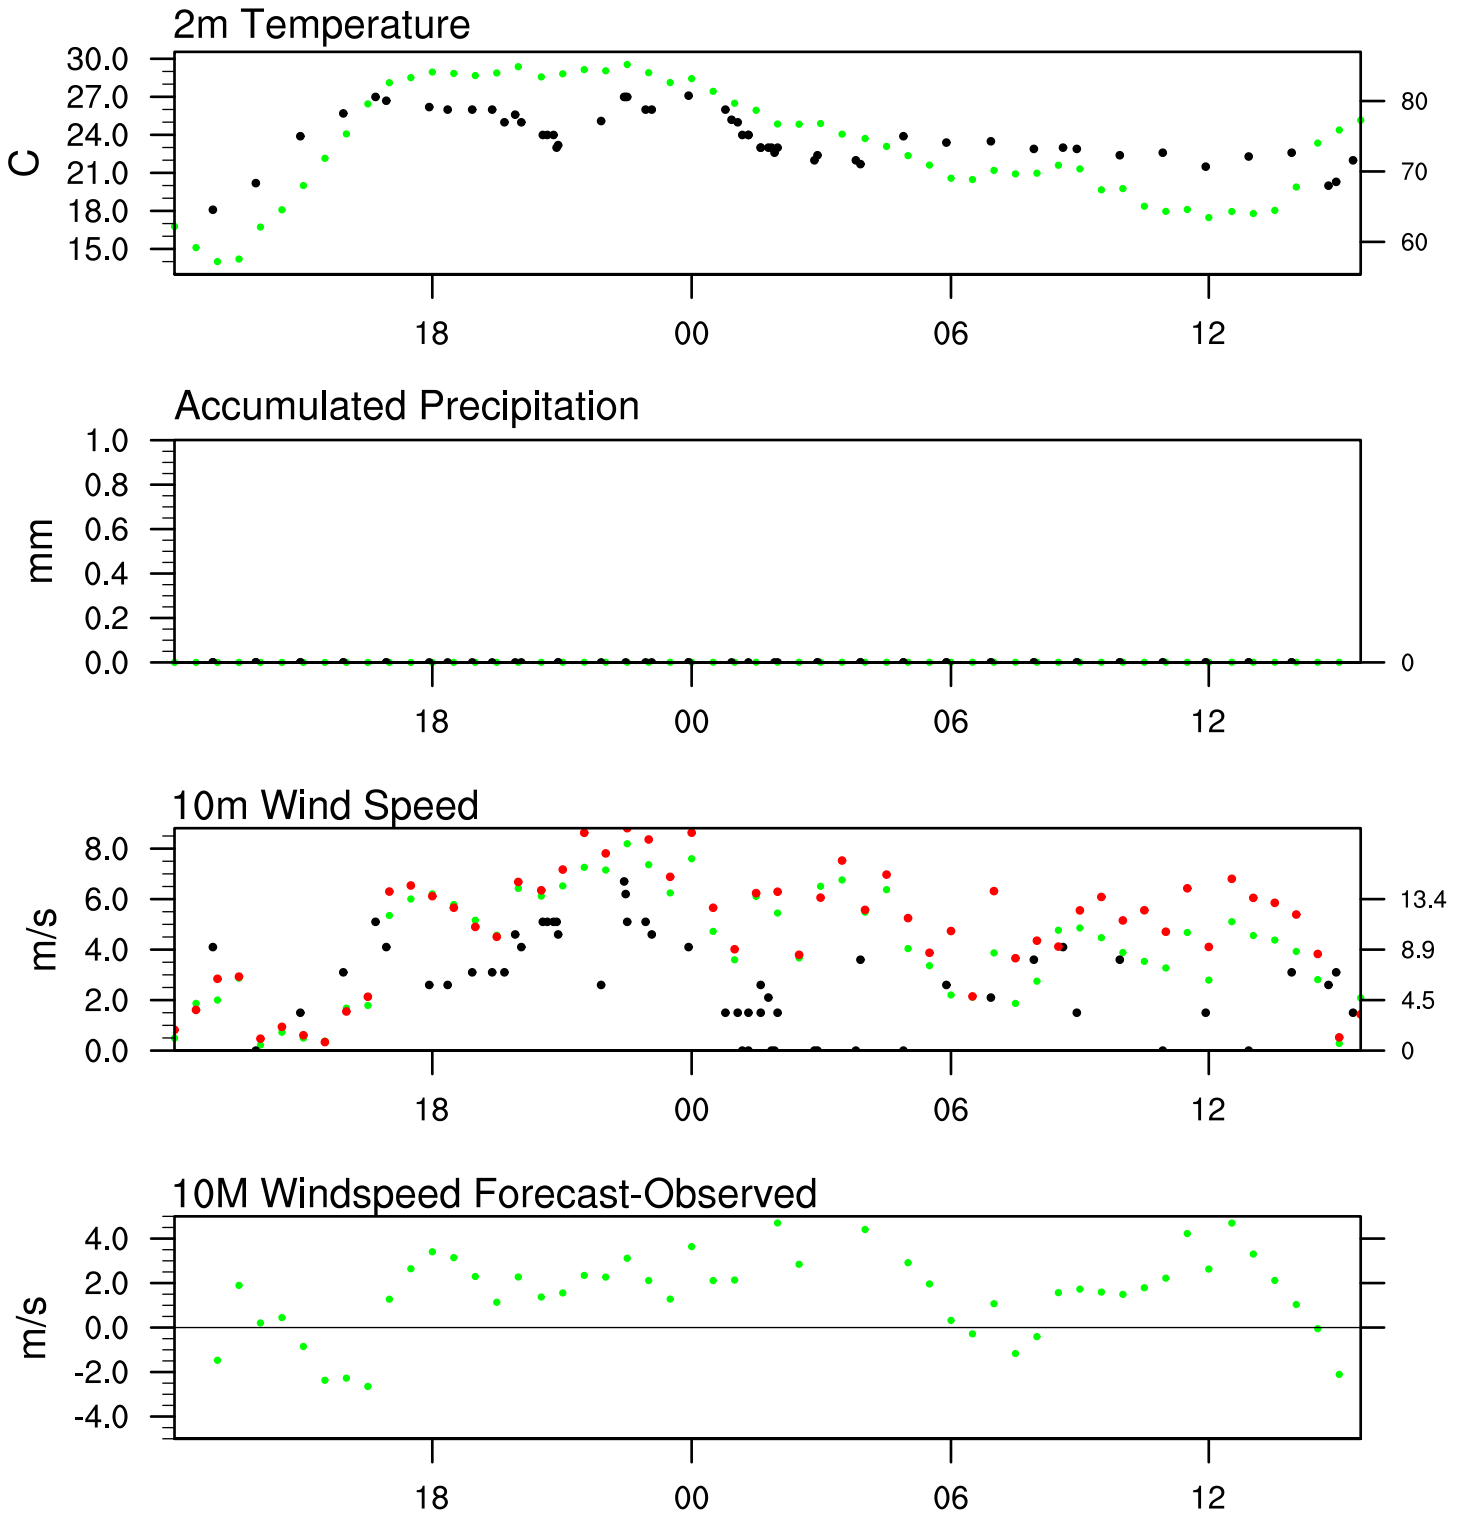 2m Temperature
30.0
27.0
24.0
21.0
18.0
15.0
C
80
70
60
18 00 06 12
Accumulated Precipitation
1.0
0.8
0.6
0.4
0.2
0.0
mm
0
18 00 06 12
10m Wind Speed
8.0
6.0
4.0
2.0
0.0
m/s
13.4
8.9
4.5
0
18 00 06 12
10M Windspeed Forecast-Observed
4.0
2.0
0.0
-2.0
-4.0
m/s
18 00 06 12